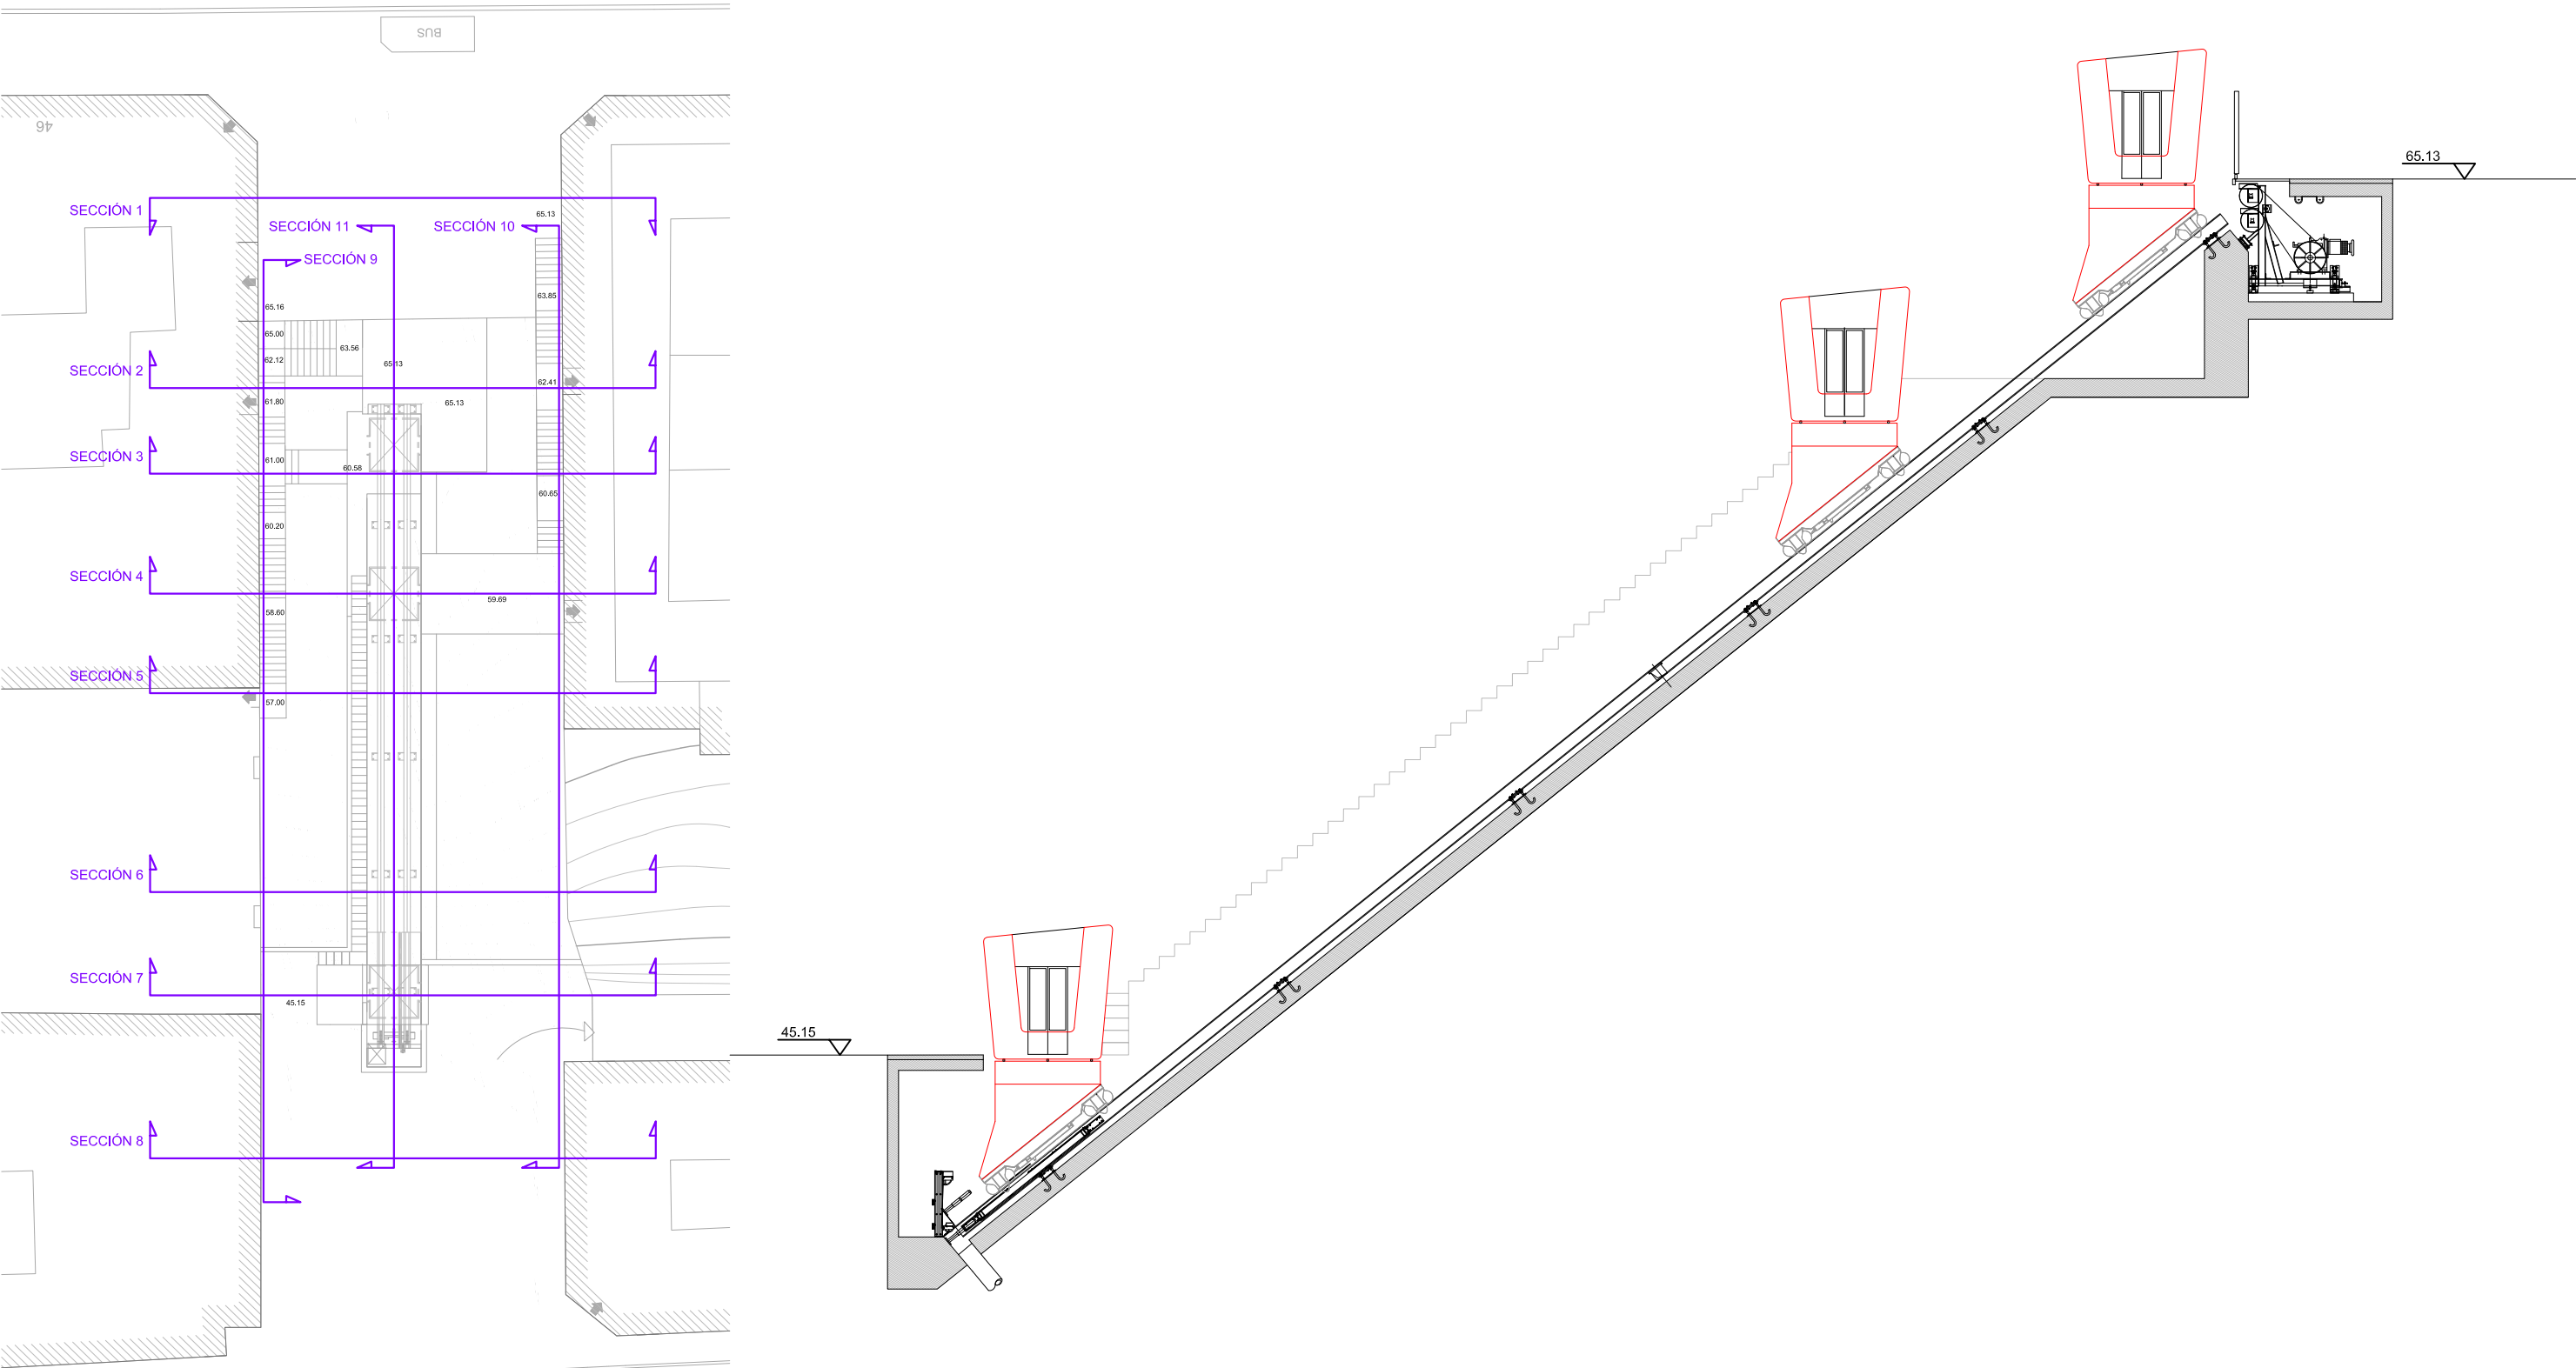 BUS
46
SECCIÓN 1
65.13
SECCIÓN 11
SECCIÓN 10
SECCIÓN 9
63.85
65.16
65.00
63.56
62.12
65.13
SECCIÓN 2
62.41
61.80
65.13
SECCIÓN 3
61.00
60.58
60.65
60.20
SECCIÓN 4
59.69
58.60
SECCIÓN 5
57.00
SECCIÓN 6
SECCIÓN 7
45.15
SECCIÓN 8
65.13
45.15